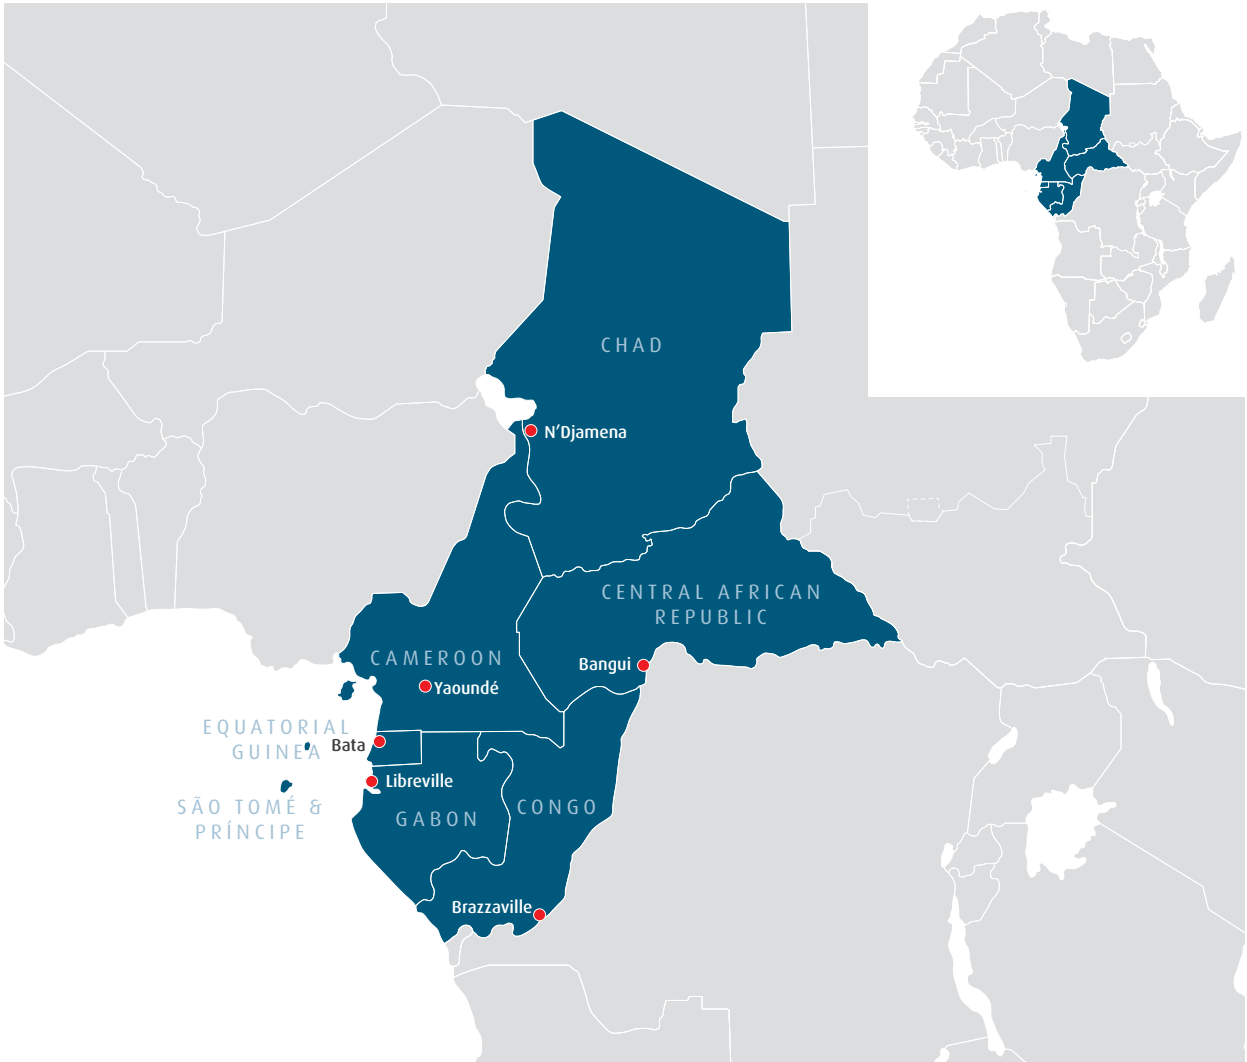 CHAD
N’Djamena
CENTRAL AFRICAN
REPUBLIC
CAMEROON
Bangui
Yaoundé
EQUATORIAL
GUINEA
Bata
Libreville
SÃO TOMÉ &
PRÍNCIPE
GABON
CONGO
Brazzaville